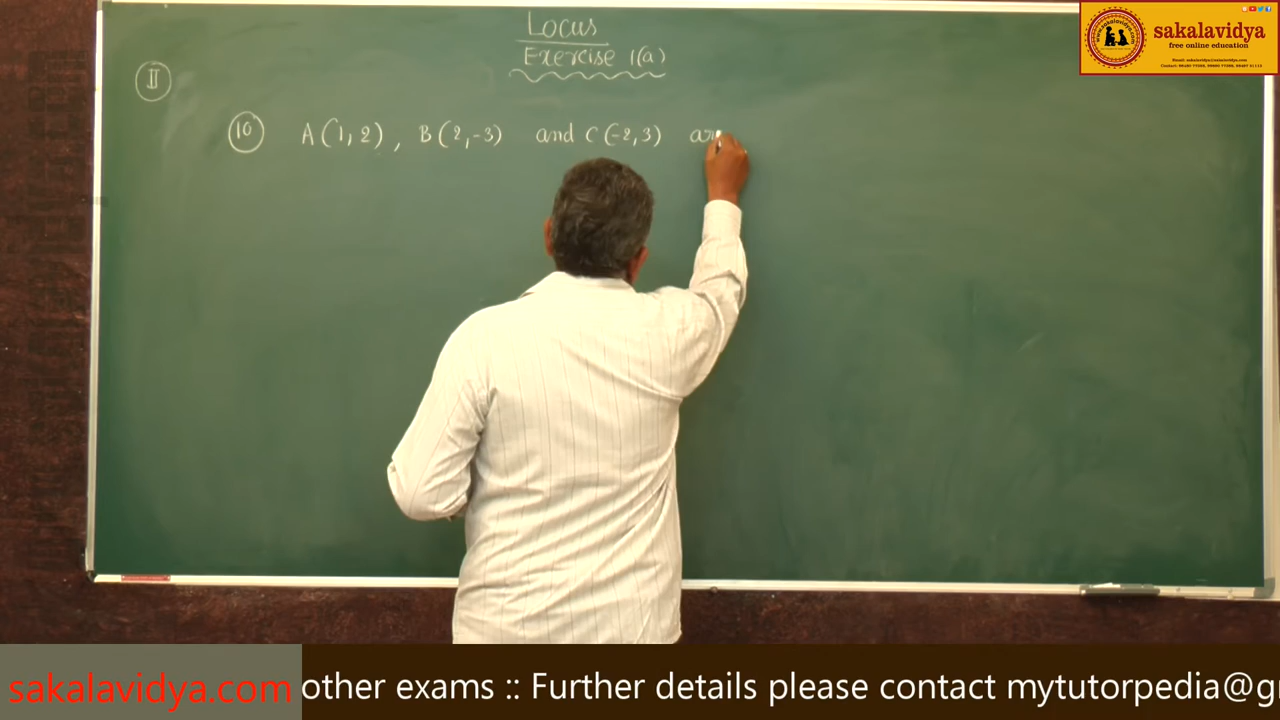 Locus
Exercise 1(a)
II
10 A(1,2), B(2,-3) and C(-2,3) are
sakalavidya
free online education
sakalavidya.com
other exams :: Further details please contact mytutorpedia@g